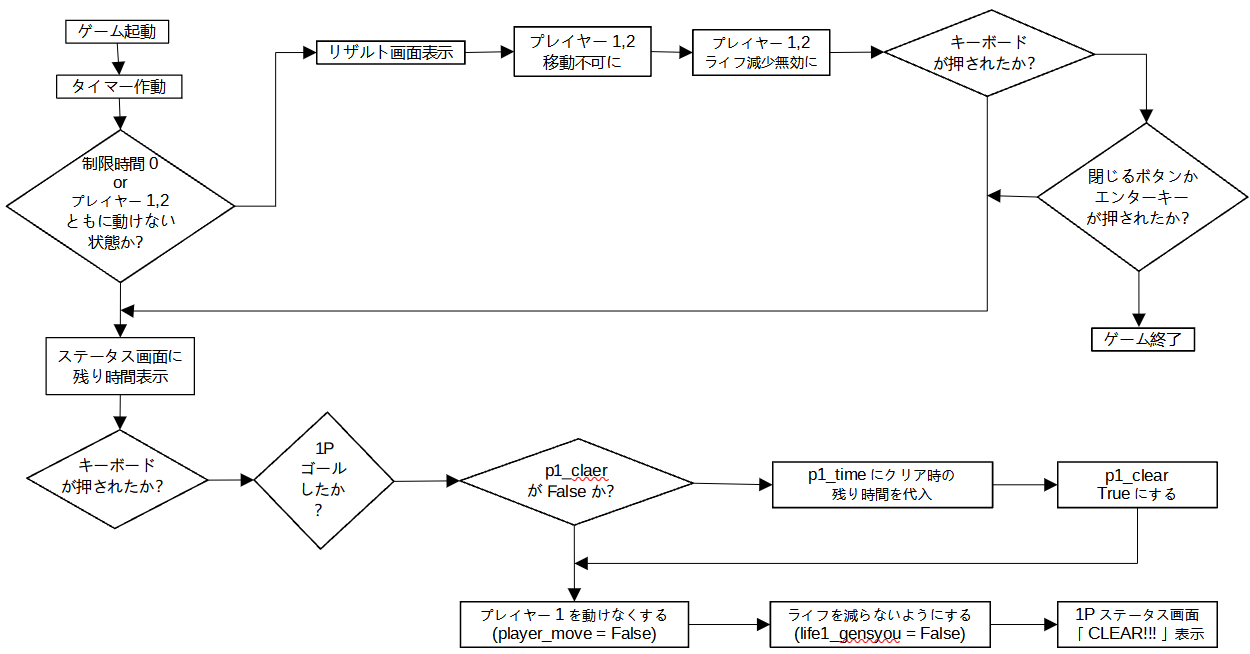 ゲーム起動
タイマー作動
制限時間 0
or
プレイヤー 1,2
ともに動けない
状態か?
リザルト画面表示
プレイヤー 1,2
移動不可に
プレイヤー 1,2
ライフ減少無効に
キーボード
が押されたか?
閉じるボタンか
エンターキー
が押されたか?
ゲーム終了
ステータス画面に
残り時間表示
キーボード
が押されたか?
1P
ゴール
したか
?
p1_claer
が False か?
p1_time にクリア時の
残り時間を代入
p1_clear
True にする
プレイヤー 1 を動けなくする
(player_move = False)
ライフを減らないようにする
(life1_gensyou = False)
1P ステータス画面
「 CLEAR!!! 」表示